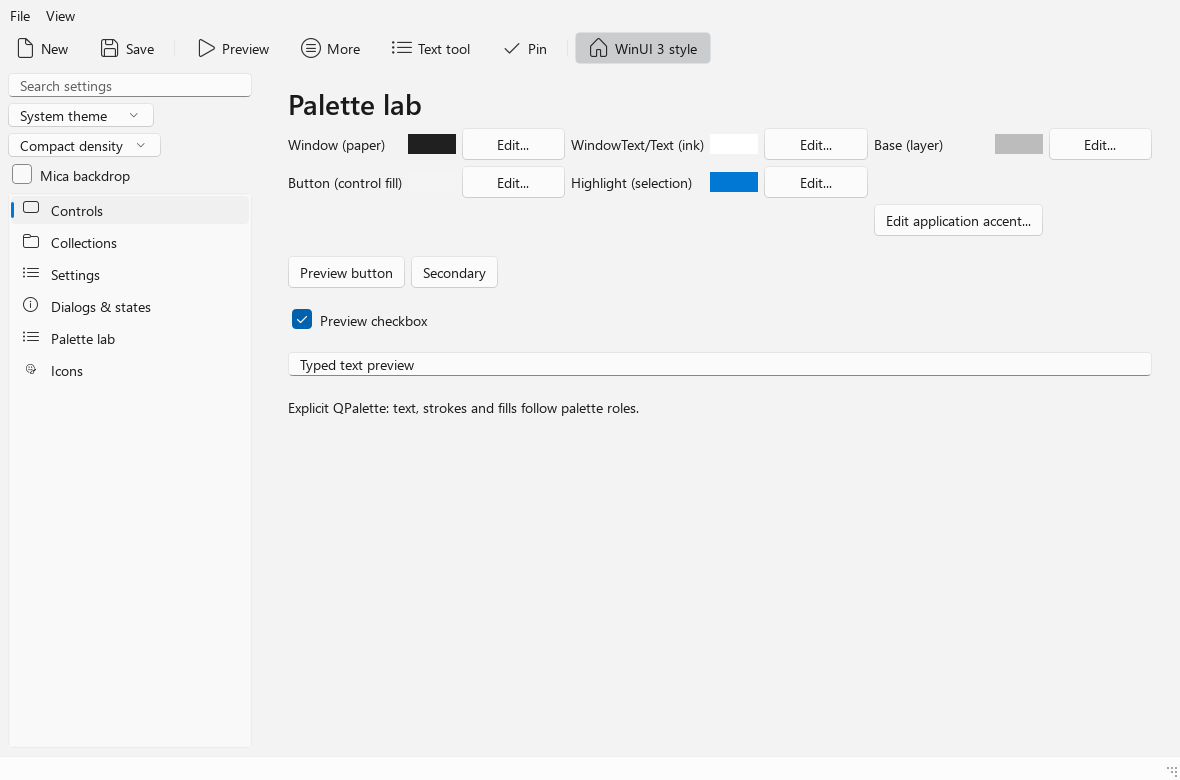 File View
New Save Preview More Text tool Pin WinUI 3 style
Search settings
System theme
Compact density
Mica backdrop
Controls
Collections
Settings
Dialogs & states
Palette lab
Icons
Palette lab
Window (paper) Edit... WindowText/Text (ink) Edit... Base (layer) Edit...
Button (control fill) Edit... Highlight (selection) Edit...
Edit application accent...
Preview button Secondary
Preview checkbox
Typed text preview
Explicit QPalette: text, strokes and fills follow palette roles.